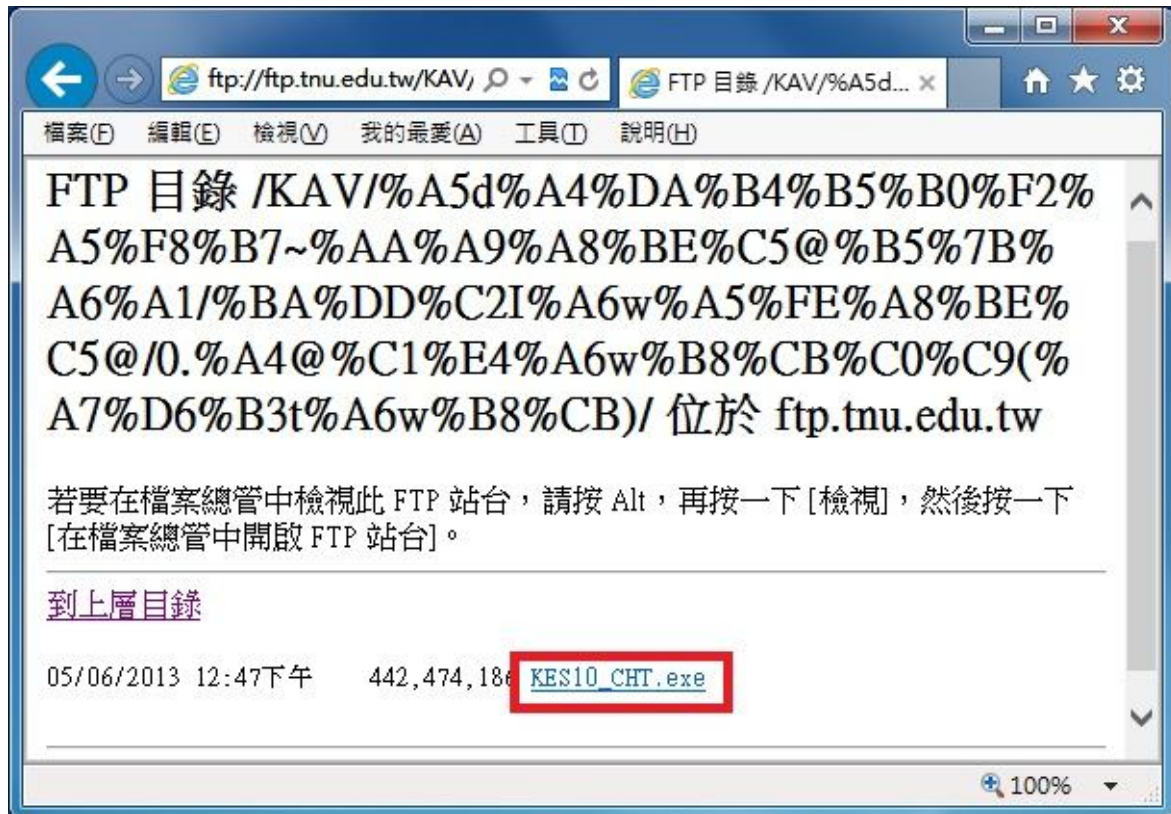 ftp://ftp.tnu.edu.tw/KAV/
FTP 目錄 /KAV/%A5d...
檔案(F) 編輯(E) 檢視(V) 我的最愛(A) 工具(T) 說明(H)
FTP 目錄 /KAV/%A5d%A4%DA%B4%B5%B0%F2%
A5%F8%B7~%AA%A9%A8%BE%C5@%B5%7B%
A6%A1/%BA%DD%C2I%A6w%A5%FE%A8%BE%
C5@/0.%A4@%C1%E4%A6w%B8%CB%C0%C9(%
A7%D6%B3t%A6w%B8%CB)/ 位於 ftp.tnu.edu.tw
若要在檔案總管中檢視此 FTP 站台，請按 Alt，再按一下 [檢視]，然後按一下
[在檔案總管中開啟 FTP 站台]。
到上層目錄
05/06/2013 12:47下午 442,474,186 KES10_CHT.exe
100%